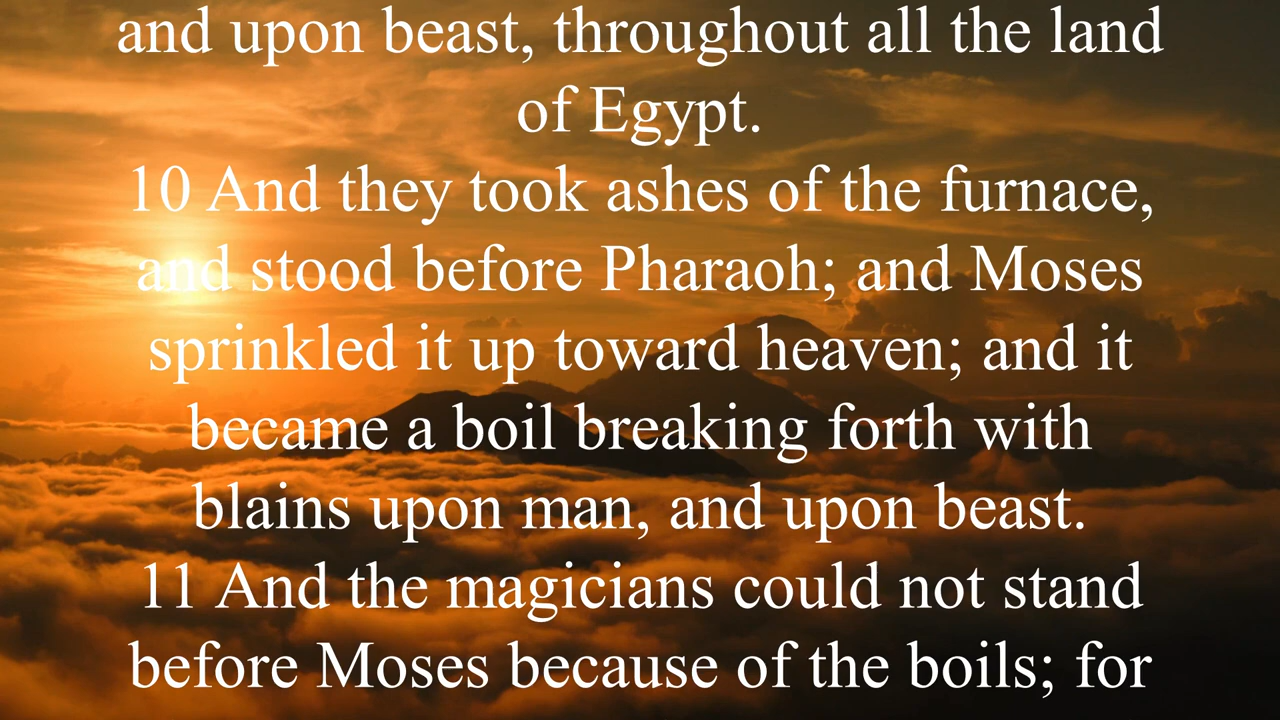 and upon beast, throughout all the land
of Egypt.
10 And they took ashes of the furnace,
and stood before Pharaoh; and Moses
sprinkled it up toward heaven; and it
became a boil breaking forth with
blains upon man, and upon beast.
11 And the magicians could not stand
before Moses because of the boils; for